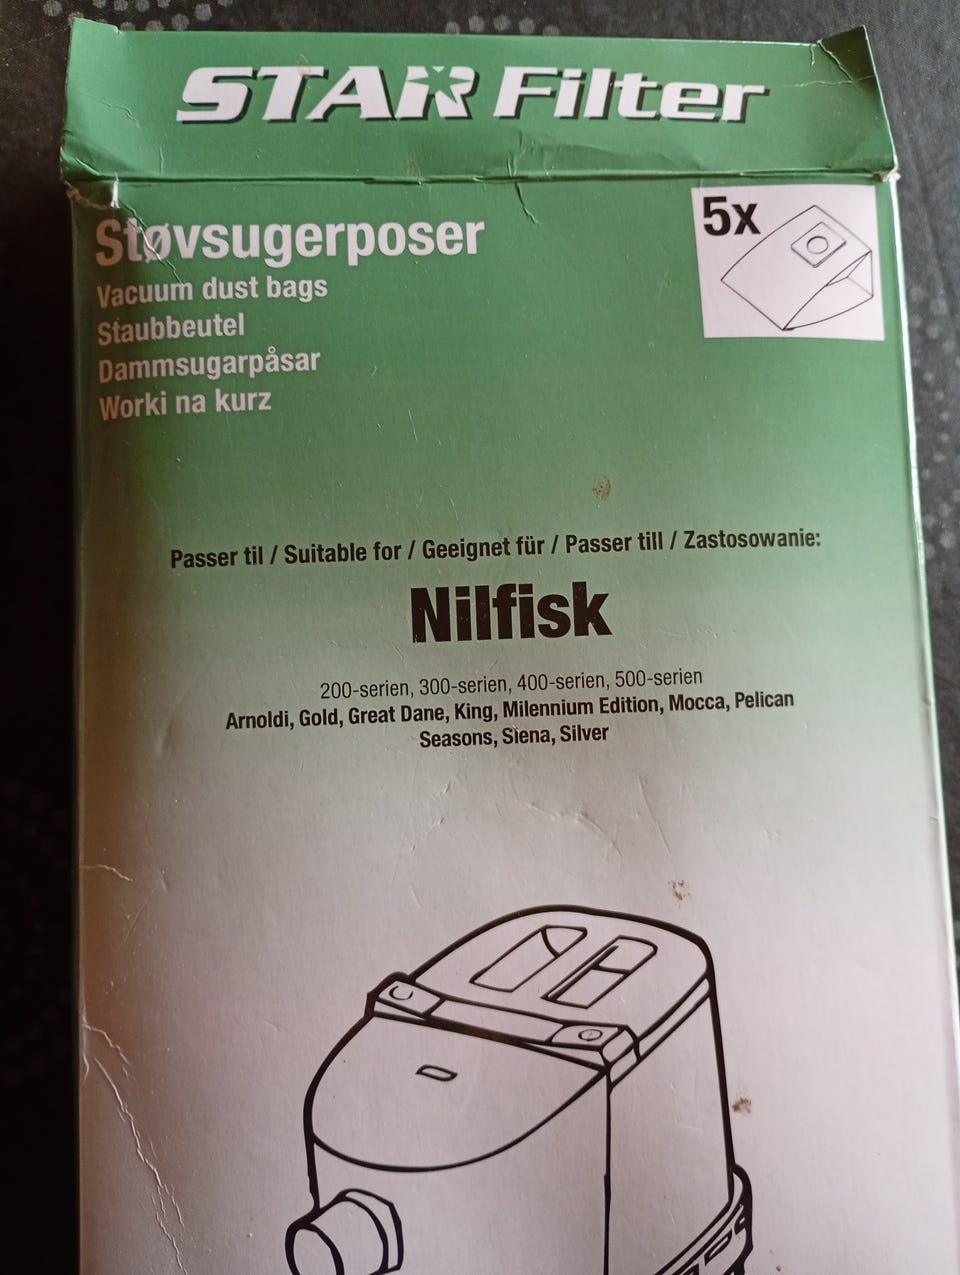 STAR Filter
5x
Støvsugerposer
Vacuum dust bags
Staubbeutel
Dammsugarpåsar
Worki na kurz
Passer til / Suitable for / Geeignet für / Passer till / Zastosowanie:
Nilfisk
200-serien, 300-serien, 400-serien, 500-serien
Arnoldi, Gold, Great Dane, King, Milennium Edition, Mocca, Pelican
Seasons, Siena, Silver